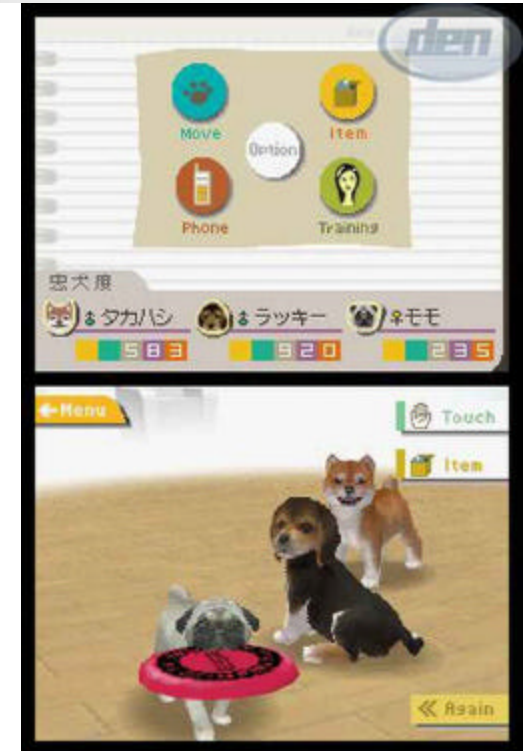 den
Move
Item
Option
Phone
Training
忠犬度
♂タカハシ
♂ラッキー
♀モモ
583
920
235
Menu
Touch
Item
Again